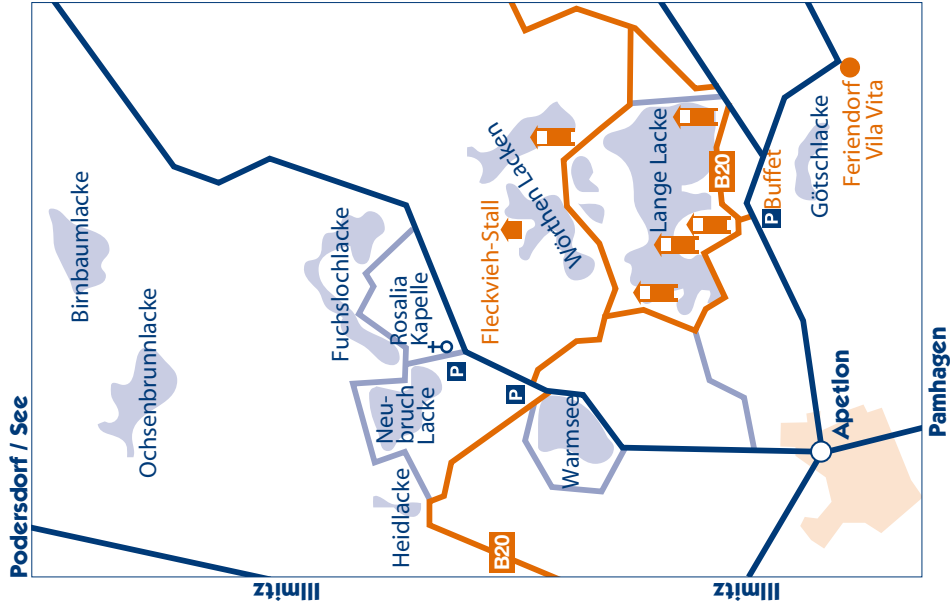 Podersdorf / See
Birnbaumlacke
Ochsenbrunnlacke
Fuchslochlacke
Rosalia
Kapelle
Neu-
bruch
Lacke
Heidlacke
P
P
Fleckvieh-Stall
Wörthen Lacken
Warmsee
B20
Lange Lacke
B20
P
Buffet
Götschlacke
Feriendorf
Vila Vita
Apetlon
Pamhagen
Illmitz
Illmitz